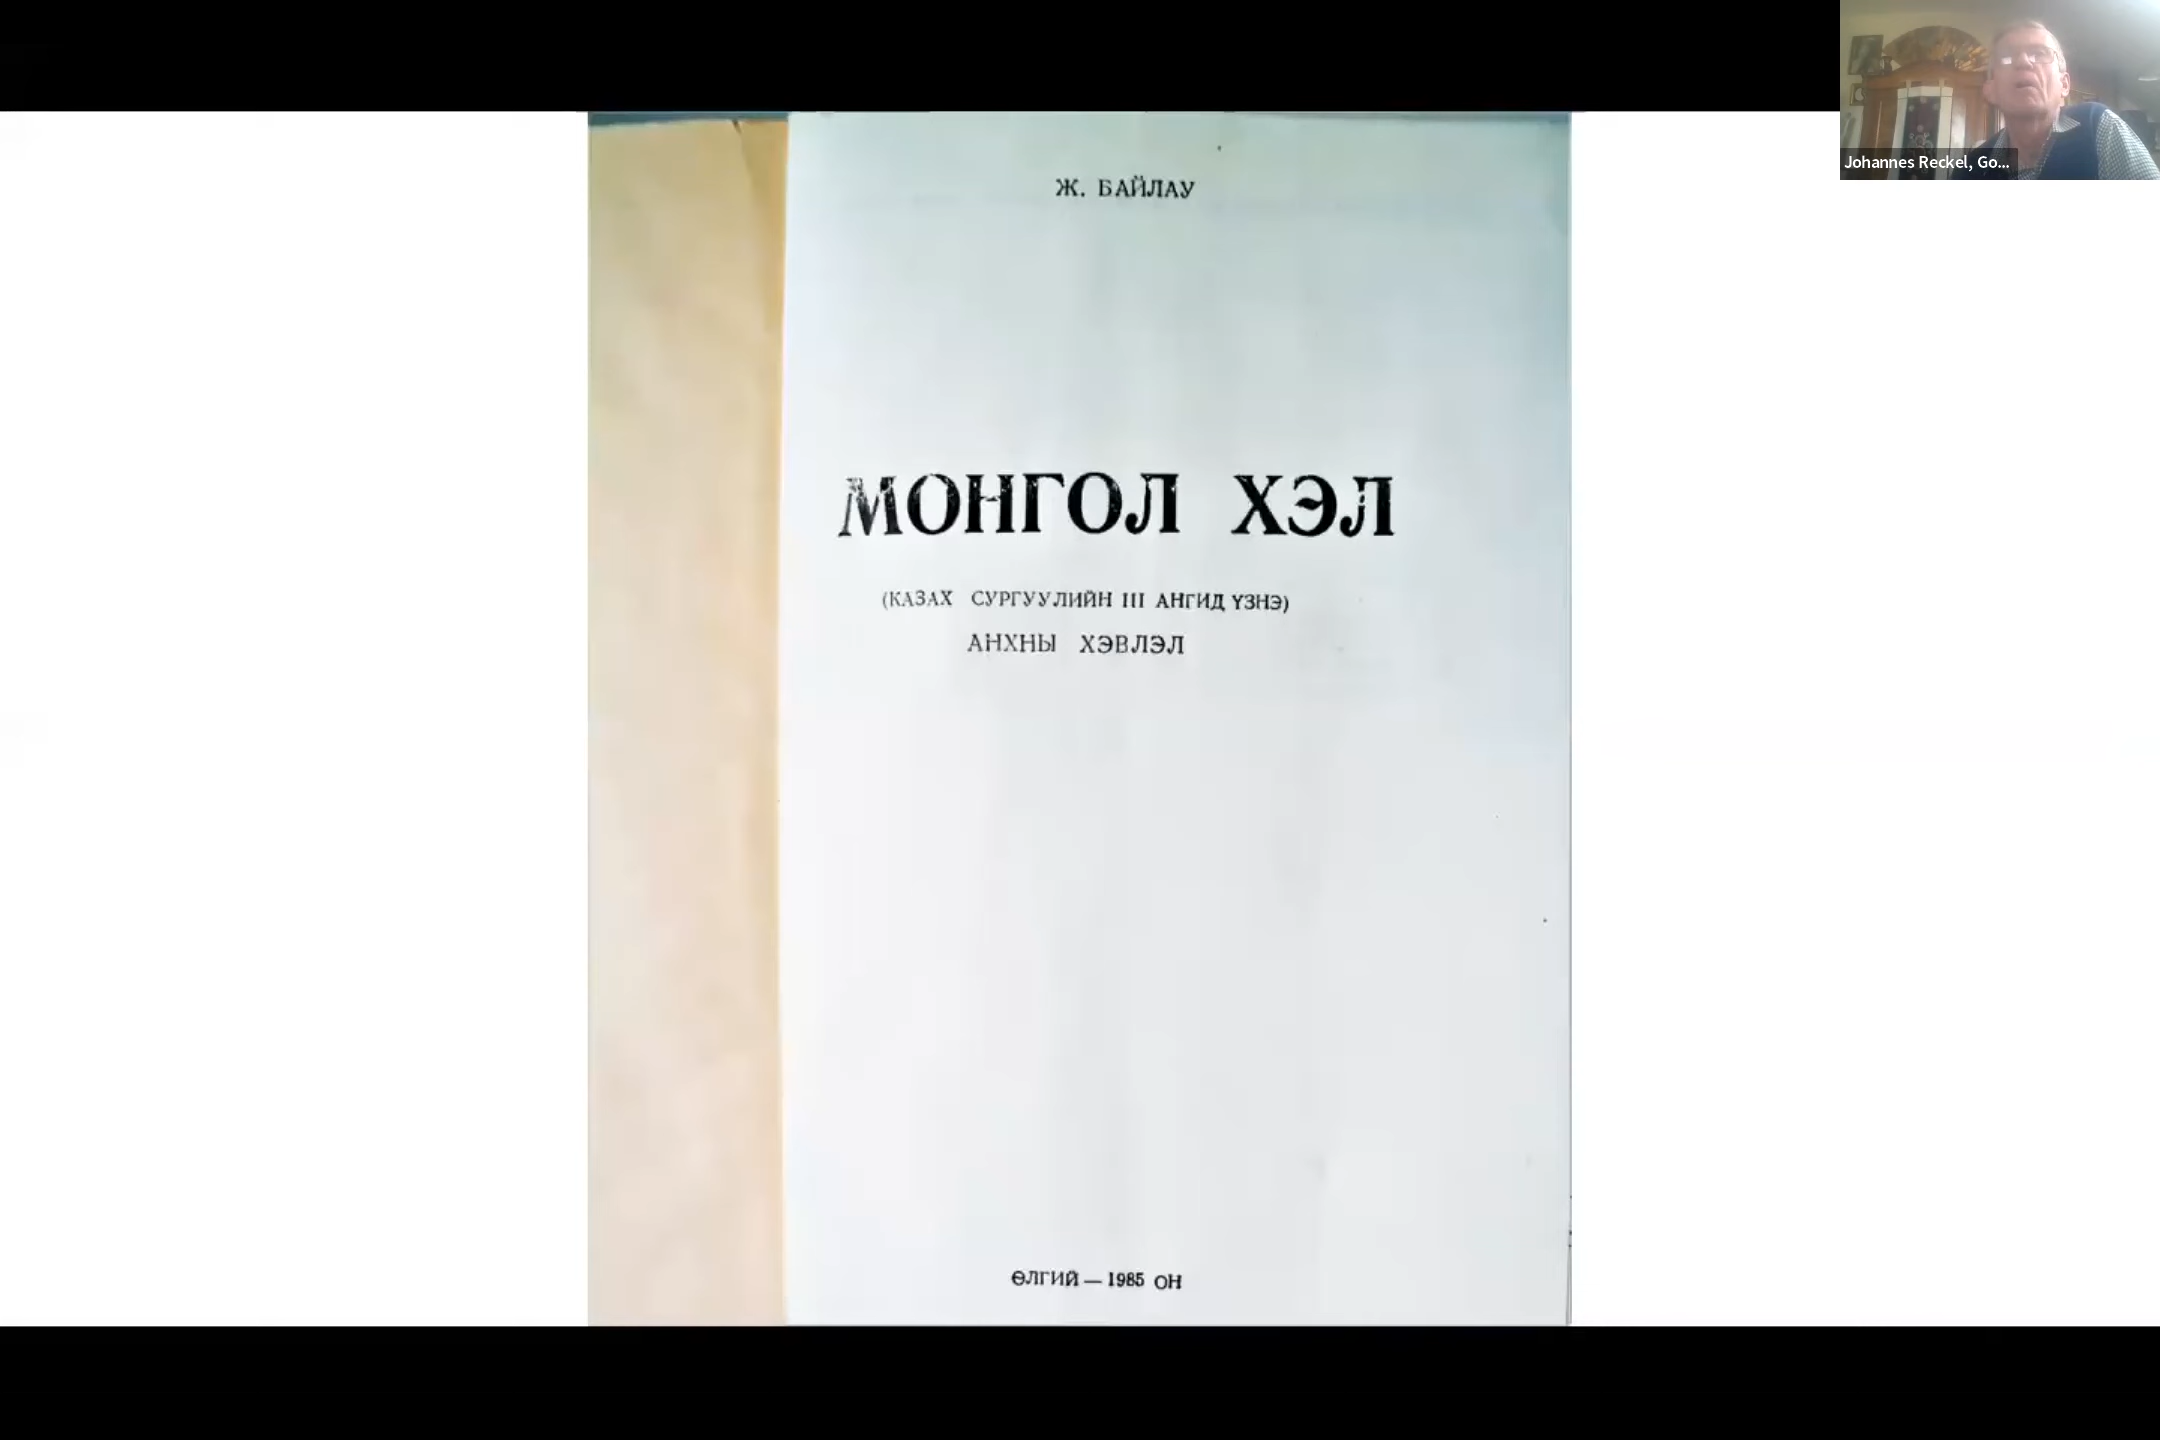 Ж. БАЙЛАУ
МОНГОЛ ХЭЛ
(КАЗАХ СУРГУУЛИЙН III АНГИД ҮЗНЭ)
АНХНЫ ХЭВЛЭЛ
ӨЛГИЙ — 1985 ОН
Johannes Reckel, Go...